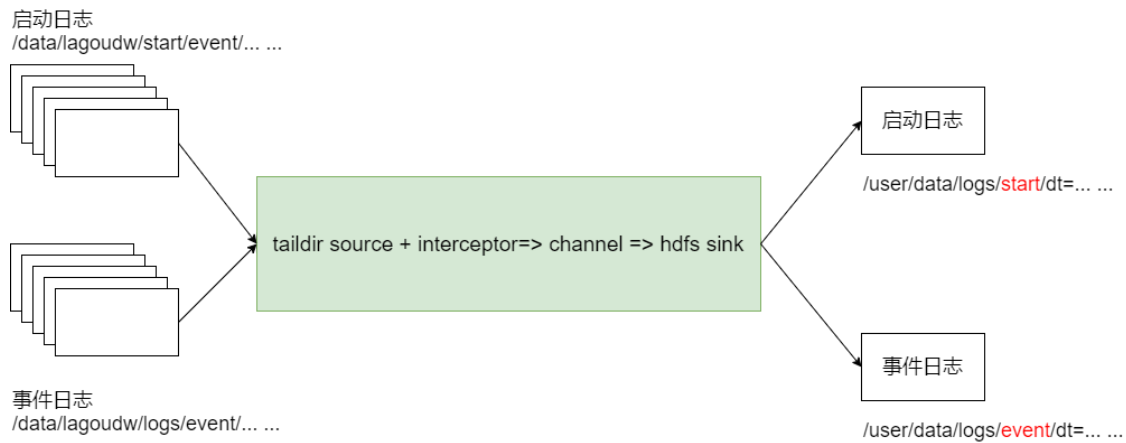 启动日志
/data/lagoudw/start/event/... ...
taildir source + interceptor=> channel => hdfs sink
事件日志
/data/lagoudw/logs/event/... ...
启动日志
/user/data/logs/start/dt=... ...
事件日志
/user/data/logs/event/dt=... ...